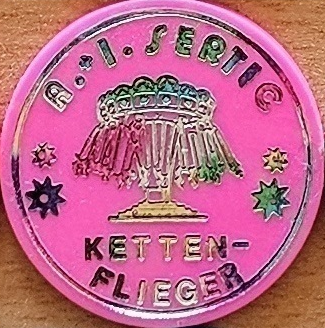 A. + I. SERTIC
KETTEN-
FLIEGER